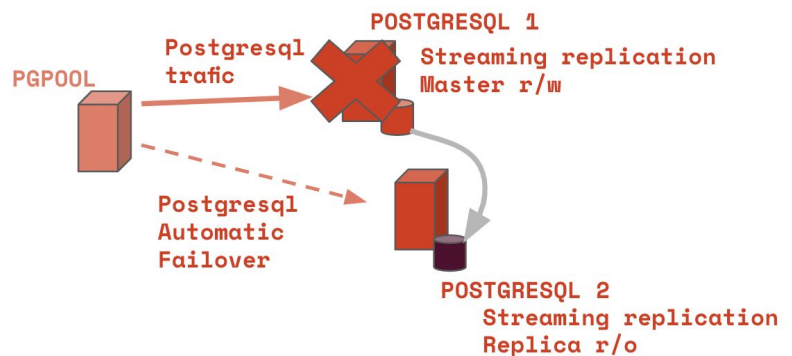 POSTGRESQL 1
Postgresql
trafic
Streaming replication
Master r/w
PGPOOL
Postgresql
Automatic
Failover
POSTGRESQL 2
Streaming replication
Replica r/o